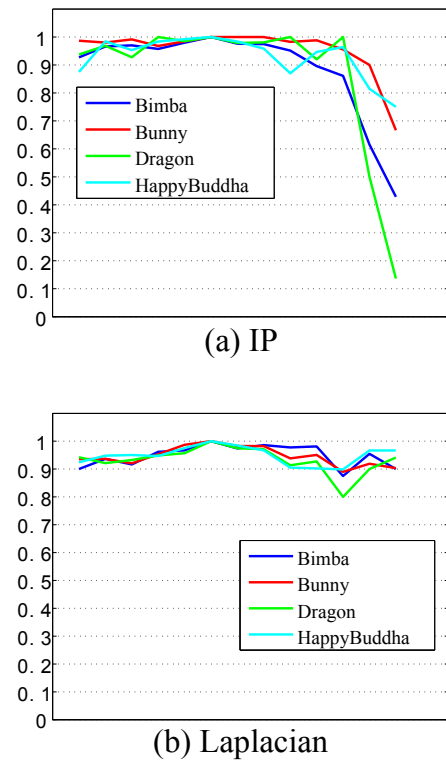 1
0. 9
0. 8
0. 7
0. 6
0. 5
0. 4
0. 3
0. 2
0. 1
0
Bimba
Bunny
Dragon
HappyBuddha
(a) IP
1
0. 9
0. 8
0. 7
0. 6
0. 5
0. 4
0. 3
0. 2
0. 1
0
Bimba
Bunny
Dragon
HappyBuddha
(b) Laplacian